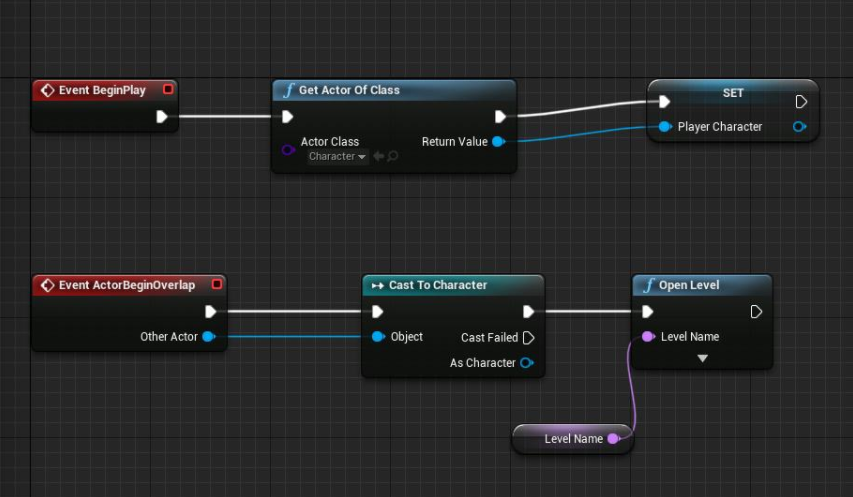 Event BeginPlay
Get Actor Of Class
Actor Class
Character
Return Value
SET
Player Character
Event ActorBeginOverlap
Other Actor
Cast To Character
Object
Cast Failed
As Character
Open Level
Level Name
Level Name